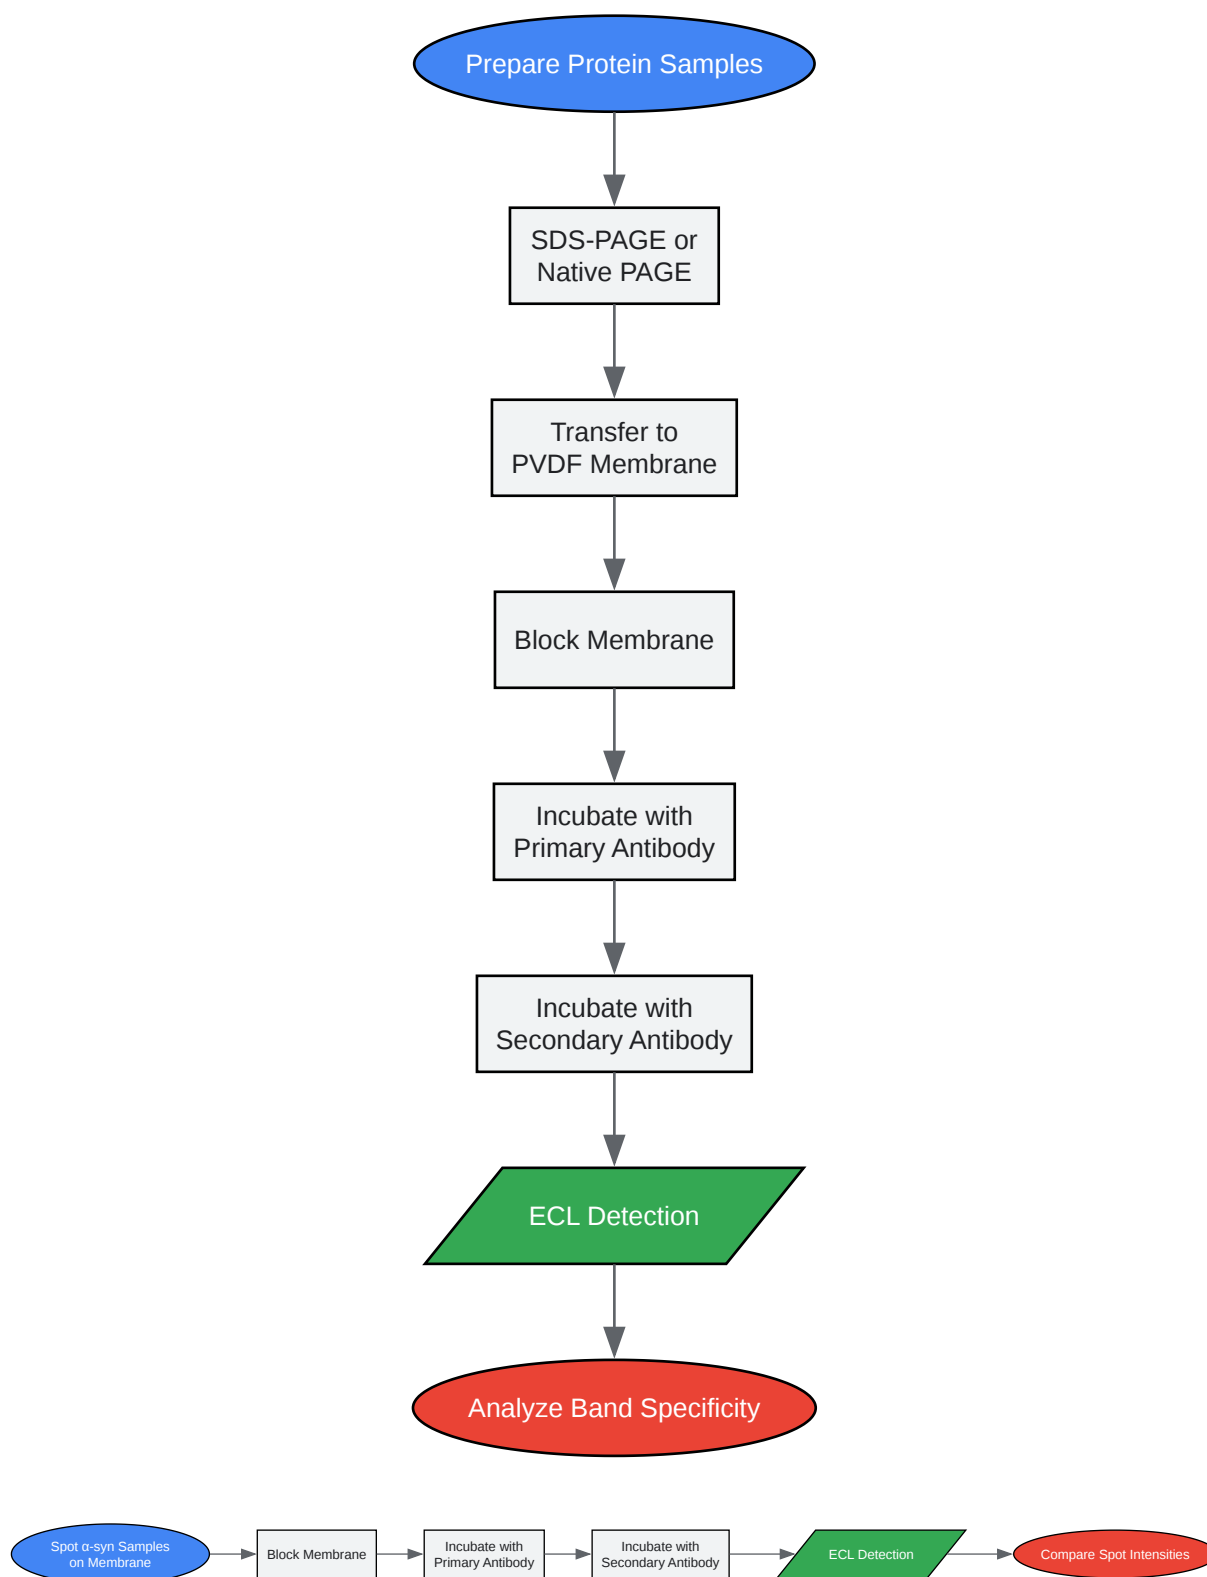 Prepare Protein Samples
SDS-PAGE or
Native PAGE
Transfer to
PVDF Membrane
Block Membrane
Incubate with
Primary Antibody
Incubate with
Secondary Antibody
ECL Detection
Analyze Band Specificity
Spot α-syn Samples
on Membrane
Block Membrane
Incubate with
Primary Antibody
Incubate with
Secondary Antibody
ECL Detection
Compare Spot Intensities